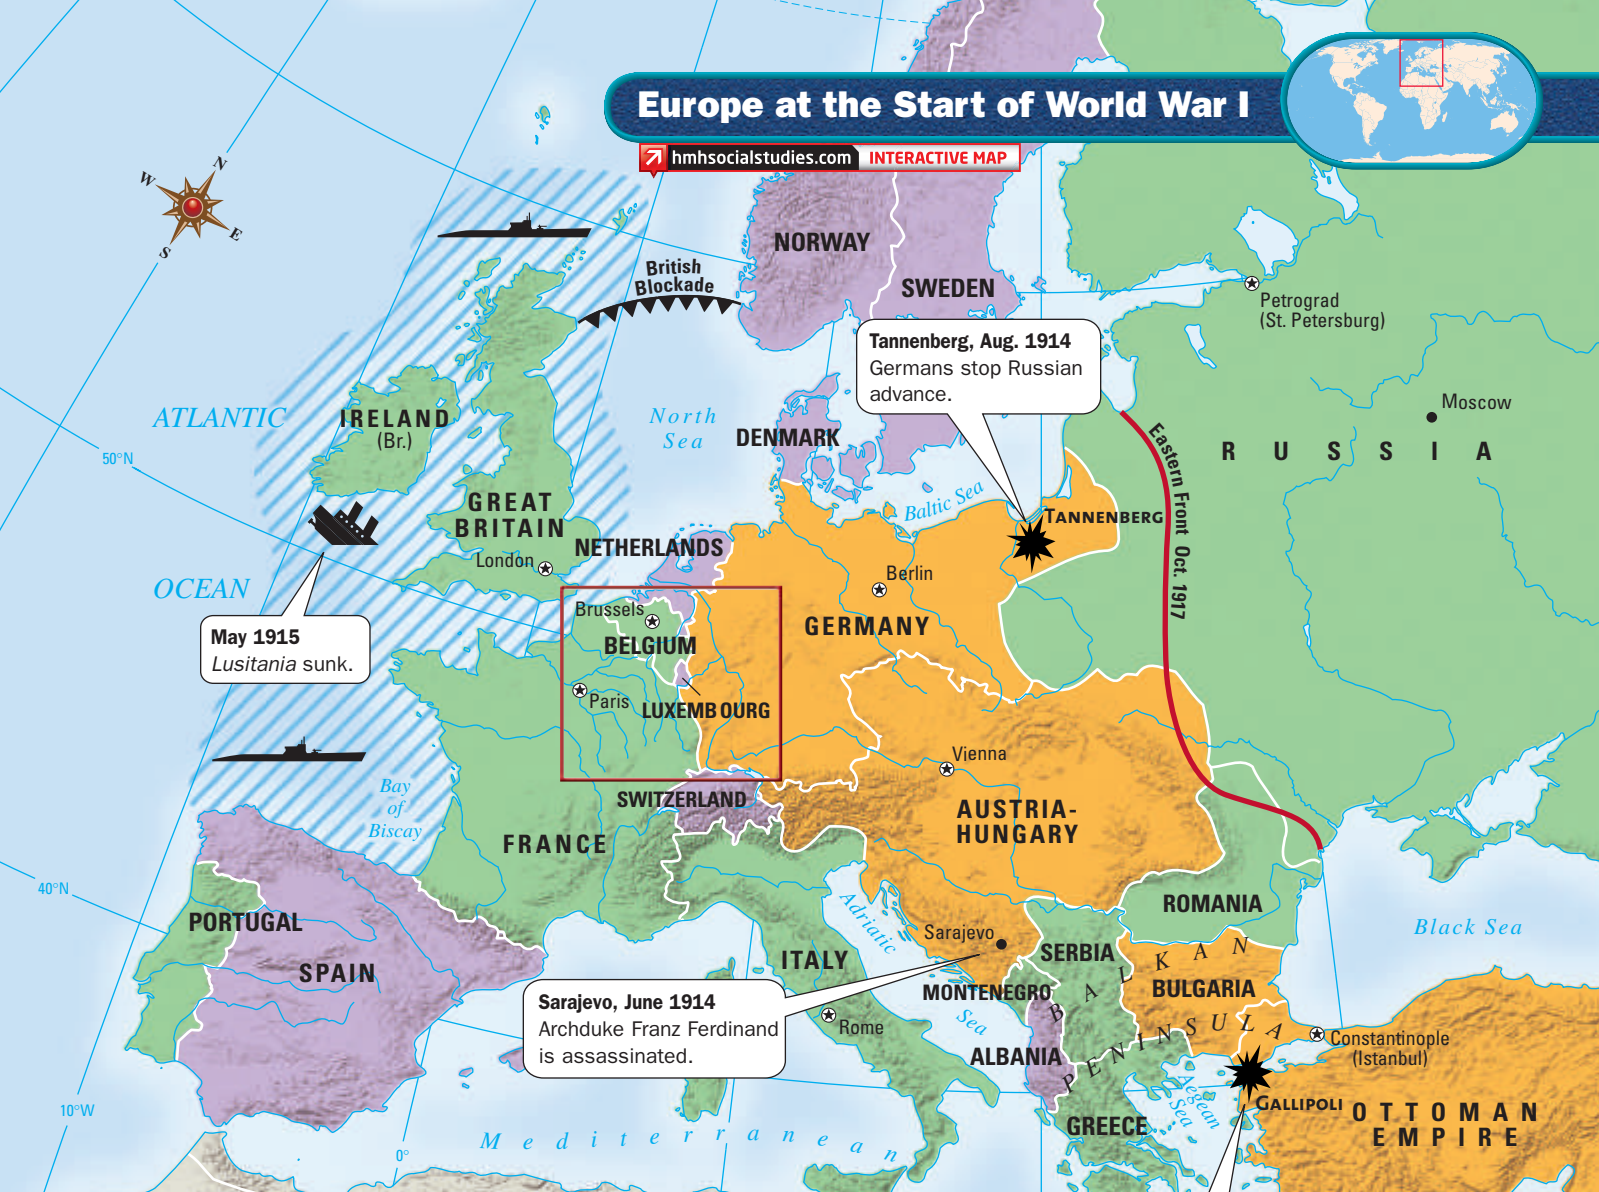 Europe at the Start of World War I
hmhsocialstudies.com INTERACTIVE MAP
N
W
E
S
British
Blockade
NORWAY
SWEDEN
Petrograd
(St. Petersburg)
Tannenberg, Aug. 1914
Germans stop Russian
advance.
Moscow
RUSSIA
ATLANTIC
OCEAN
IRELAND
(Br.)
North
Sea
DENMARK
Eastern Front Oct. 1917
50°N
GREAT
BRITAIN
London
Baltic Sea
TANNENBERG
NETHERLANDS
Berlin
GERMANY
Brussels
BELGIUM
May 1915
Lusitania sunk.
Paris
LUXEMBOURG
Vienna
Bay
of
Biscay
SWITZERLAND
AUSTRIA-
HUNGARY
FRANCE
40°N
PORTUGAL
SPAIN
Adriatic
Sea
Sarajevo
ROMANIA
Black Sea
ITALY
SERBIA
BALKAN
PENINSULA
MONTENEGRO
BULGARIA
Sarajevo, June 1914
Archduke Franz Ferdinand
is assassinated.
Rome
Constantinople
(Istanbul)
ALBANIA
Aegean
Sea
GALLIPOLI
OTTOMAN
EMPIRE
GREECE
10°W
0°
Mediterranean